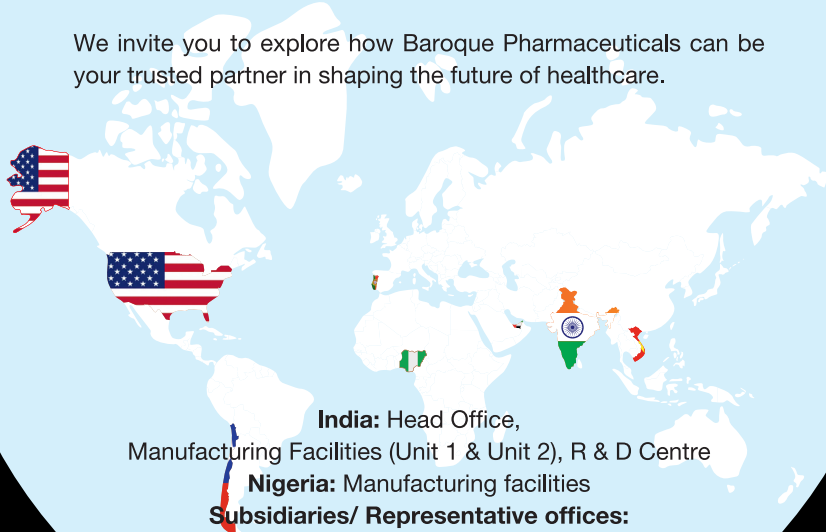 We invite you to explore how Baroque Pharmaceuticals can be
your trusted partner in shaping the future of healthcare.
India: Head Office,
Manufacturing Facilities (Unit 1 & Unit 2), R & D Centre
Nigeria: Manufacturing facilities
Subsidiaries/ Representative offices: